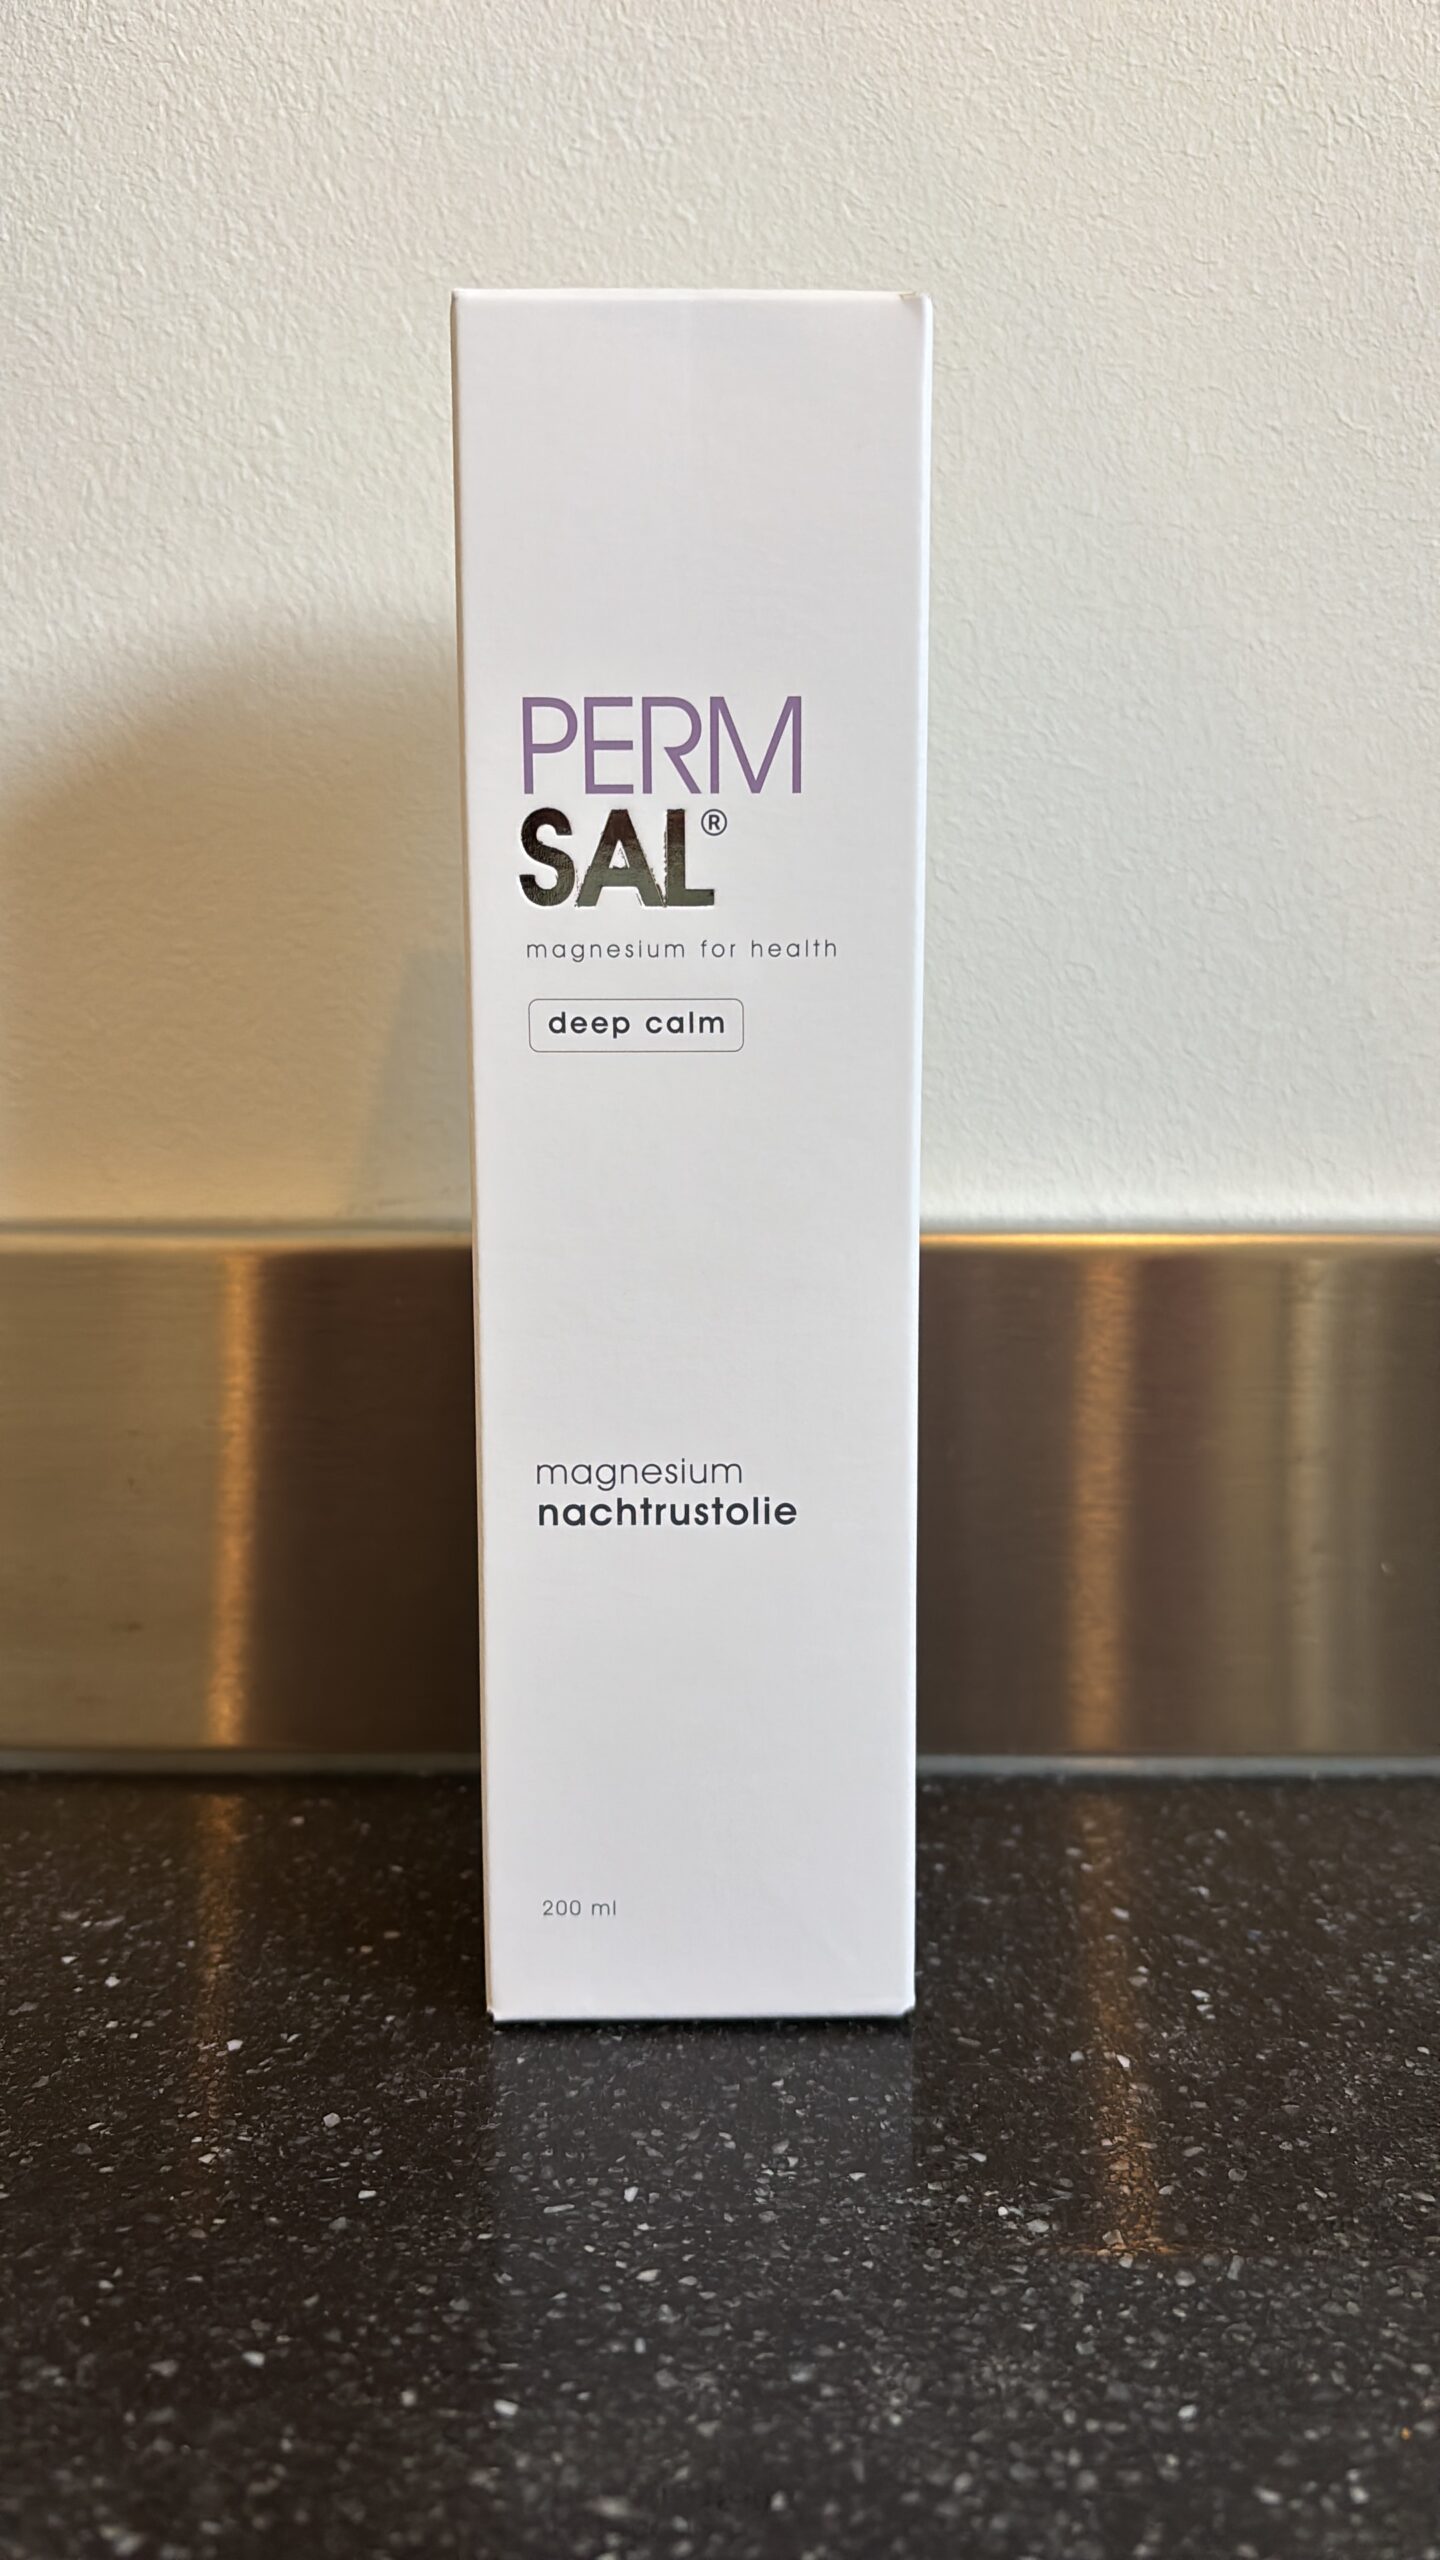 PERM
SAL®
magnesium for health
deep calm
magnesium
nachtrustolie
200 ml